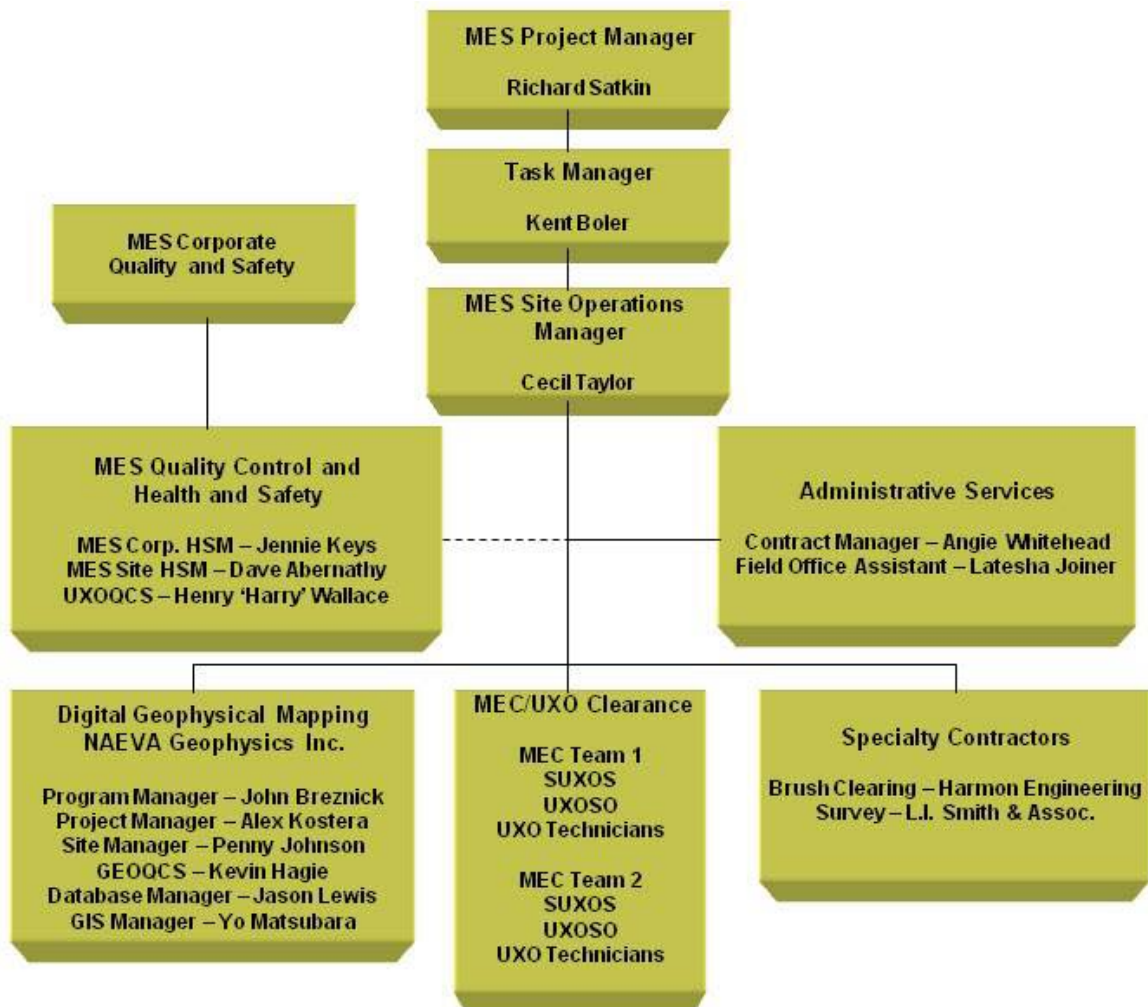 MES Project Manager
Richard Satkin
Task Manager
Kent Boler
MES Corporate
Quality and Safety
MES Site Operations
Manager
Cecil Taylor
MES Quality Control and
Health and Safety
MES Corp. HSM – Jennie Keys
MES Site HSM – Dave Abernathy
UXOQCS – Henry ‘Harry’ Wallace
Administrative Services
Contract Manager – Angie Whitehead
Field Office Assistant – Latesha Joiner
Digital Geophysical Mapping
NAEVA Geophysics Inc.
Program Manager – John Breznick
Project Manager – Alex Kostera
Site Manager – Penny Johnson
GEOQCS – Kevin Hagie
Database Manager – Jason Lewis
GIS Manager – Yo Matsubara
MEC/UXO Clearance
MEC Team 1
SUXOS
UXOSO
UXO Technicians
MEC Team 2
SUXOS
UXOSO
UXO Technicians
Specialty Contractors
Brush Clearing – Harmon Engineering
Survey – L.I. Smith & Assoc.